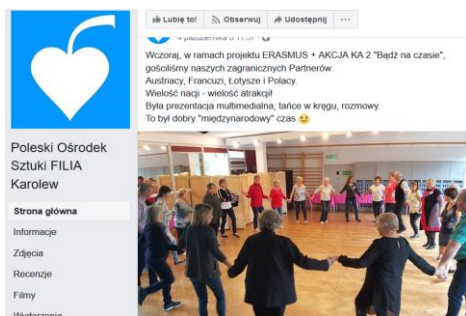 Lubię to!
Obserwuj
Udostępnij
Wczoraj, w ramach projektu ERASMUS + AKCJA KA 2 "Bądź na czasie",
gościliśmy naszych zagranicznych Partnerów.
Austriacy, Francuzi, Łotysze i Polacy.
Wielość nacji - wielość atrakcji!
Była prezentacja multimedialna, tańce w kręgu, rozmowy.
To był dobry "międzynarodowy" czas
Poleski Ośrodek
Sztuki FILIA
Karolew
Strona główna
Informacje
Zdjęcia
Recenzje
Filmy
Wydarzenia